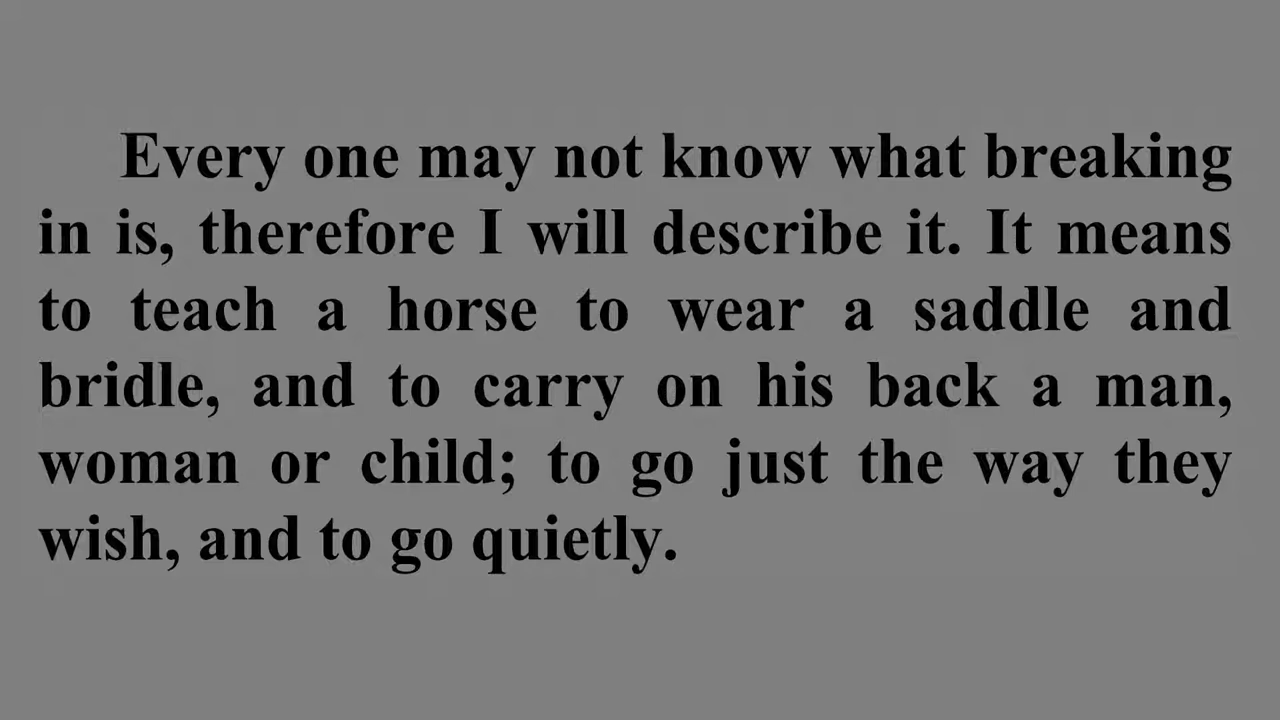 Every one may not know what breaking
in is, therefore I will describe it. It means
to teach a horse to wear a saddle and
bridle, and to carry on his back a man,
woman or child; to go just the way they
wish, and to go quietly.